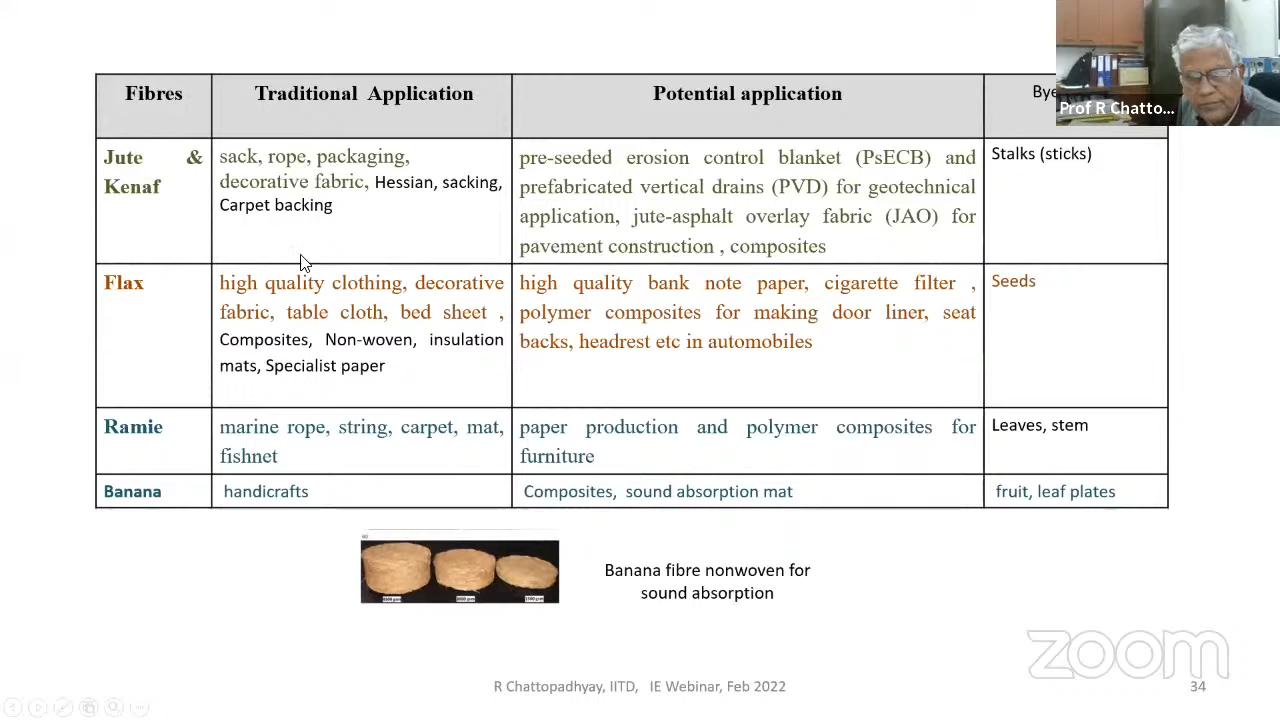 Prof R Chatto...
Fibres Traditional Application Potential application Bye
Jute & Kenaf
sack, rope, packaging,
decorative fabric, Hessian, sacking,
Carpet backing
pre-seeded erosion control blanket (PsECB) and
prefabricated vertical drains (PVD) for geotechnical
application, jute-asphalt overlay fabric (JAO) for
pavement construction , composites
Stalks (sticks)
Flax
high quality clothing, decorative
fabric, table cloth, bed sheet ,
Composites, Non-woven, insulation
mats, Specialist paper
high quality bank note paper, cigarette filter ,
polymer composites for making door liner, seat
backs, headrest etc in automobiles
Seeds
Ramie
marine rope, string, carpet, mat,
fishnet
paper production and polymer composites for
furniture
Leaves, stem
Banana
handicrafts
Composites, sound absorption mat
fruit, leaf plates
Banana fibre nonwoven for
sound absorption
zoom
R Chattopadhyay, IITD, IE Webinar, Feb 2022
34